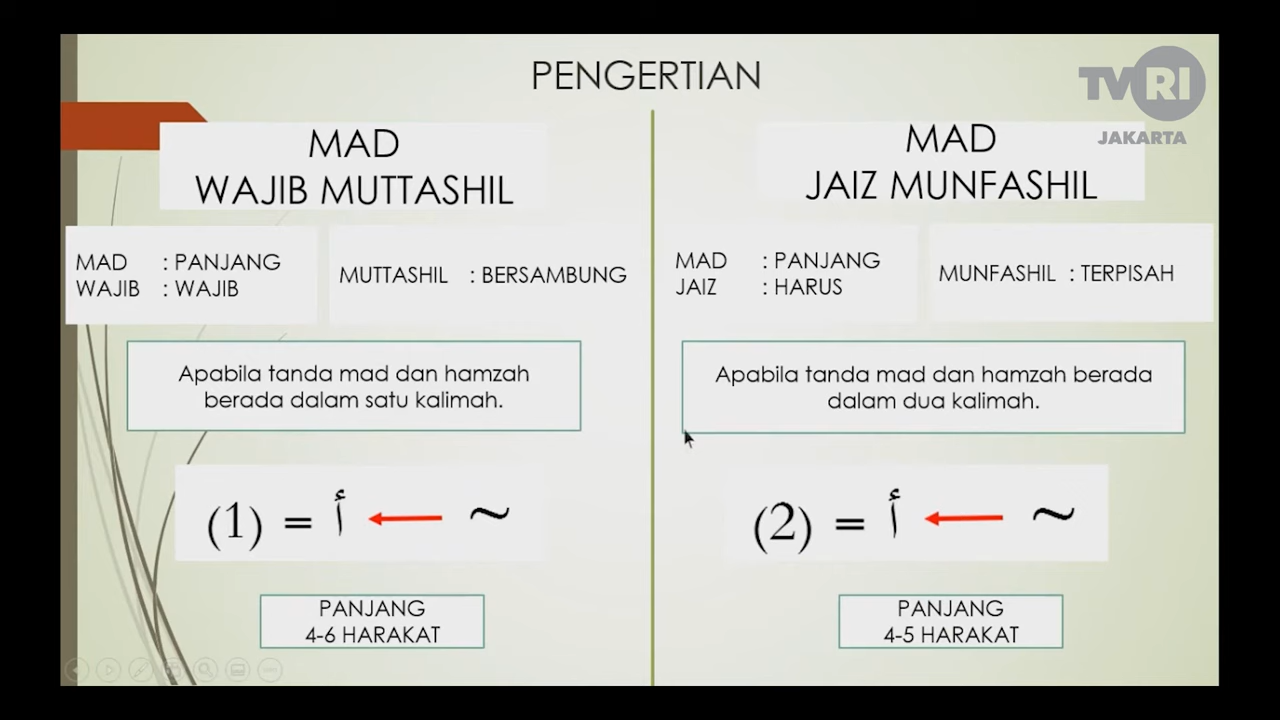 PENGERTIAN
TVRI
JAKARTA
MAD
WAJIB MUTTASHIL
MAD : PANJANG
WAJIB : WAJIB
MUTTASHIL : BERSAMBUNG
Apabila tanda mad dan hamzah
berada dalam satu kalimah.
(1) = أ ← ~
PANJANG
4-6 HARAKAT
MAD
JAIZ MUNFASHIL
MAD : PANJANG
JAIZ : HARUS
MUNFASHIL : TERPISAH
Apabila tanda mad dan hamzah berada
dalam dua kalimah.
(2) = أ ← ~
PANJANG
4-5 HARAKAT